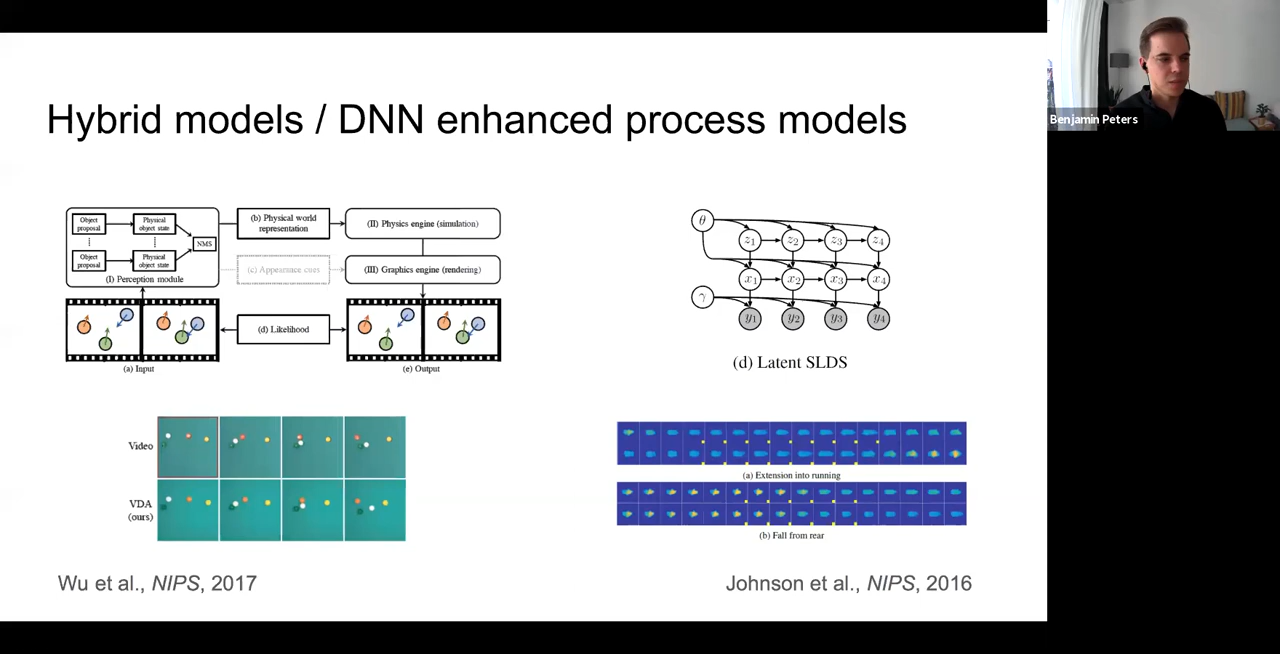 Benjamin Peters
Hybrid models / DNN enhanced process models
Object
proposal
Physical
object state
NMS
Object
proposal
Physical
object state
(I) Perception module
(b) Physical world
representation
(c) Appearance cues
(II) Physics engine (simulation)
(III) Graphics engine (rendering)
(d) Likelihood
(a) Input
(e) Output
Video
VDA
(ours)
Wu et al., NIPS, 2017
θ
z1 z2 z3 z4
x1 x2 x3 x4
γ
y1 y2 y3 y4
(d) Latent SLDS
(a) Extension into running
(b) Fall from rear
Johnson et al., NIPS, 2016